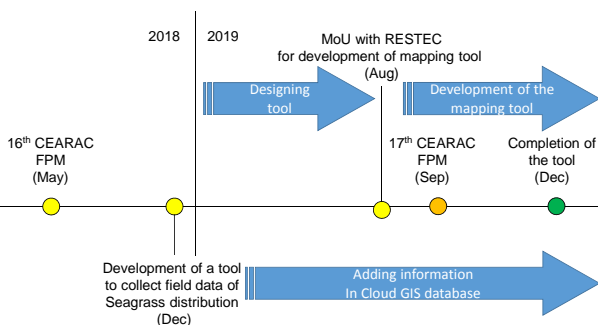 2018
2019
MoU with RESTEC
for development of mapping tool
(Aug)
Designing
tool
Development of the
mapping tool
16th CEARAC
FPM
(May)
17th CEARAC
FPM
(Sep)
Completion of
the tool
(Dec)
Development of a tool
to collect field data of
Seagrass distribution
(Dec)
Adding information
In Cloud GIS database